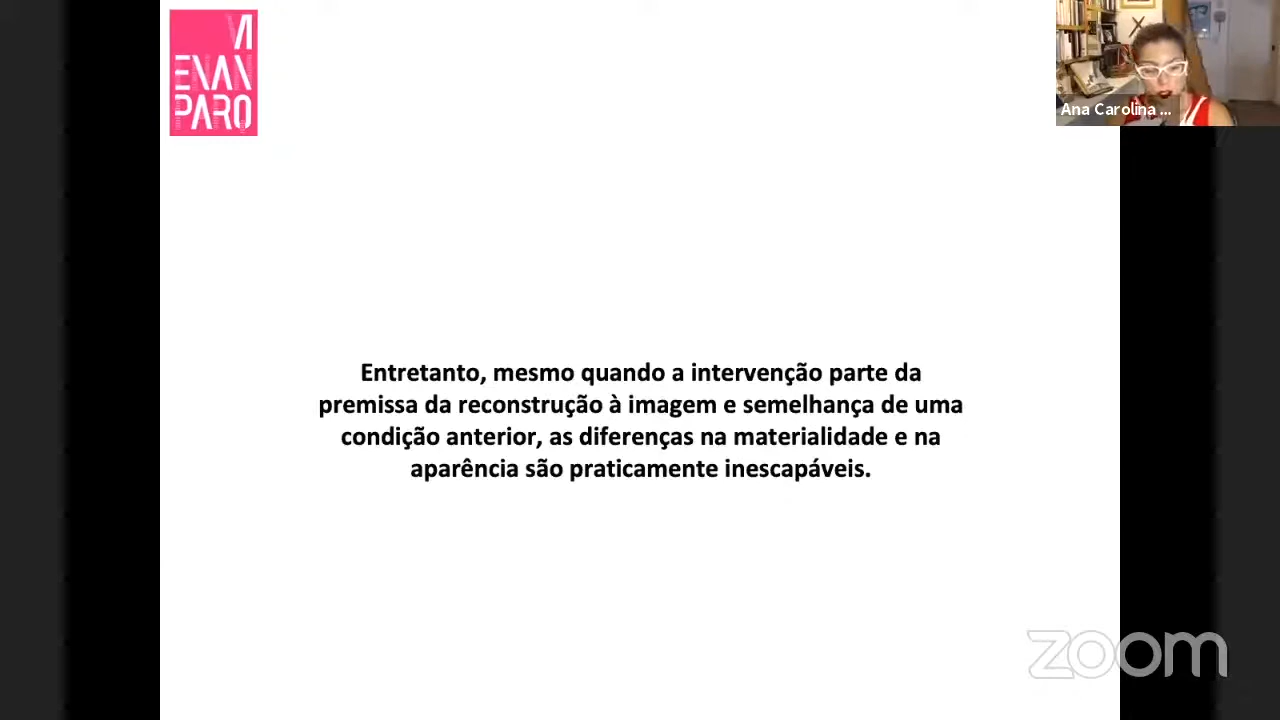 VI
ENAN
PARQ
Ana Carolina ...
Entretanto, mesmo quando a intervenção parte da
premissa da reconstrução à imagem e semelhança de uma
condição anterior, as diferenças na materialidade e na
aparência são praticamente inescapáveis.
zoom